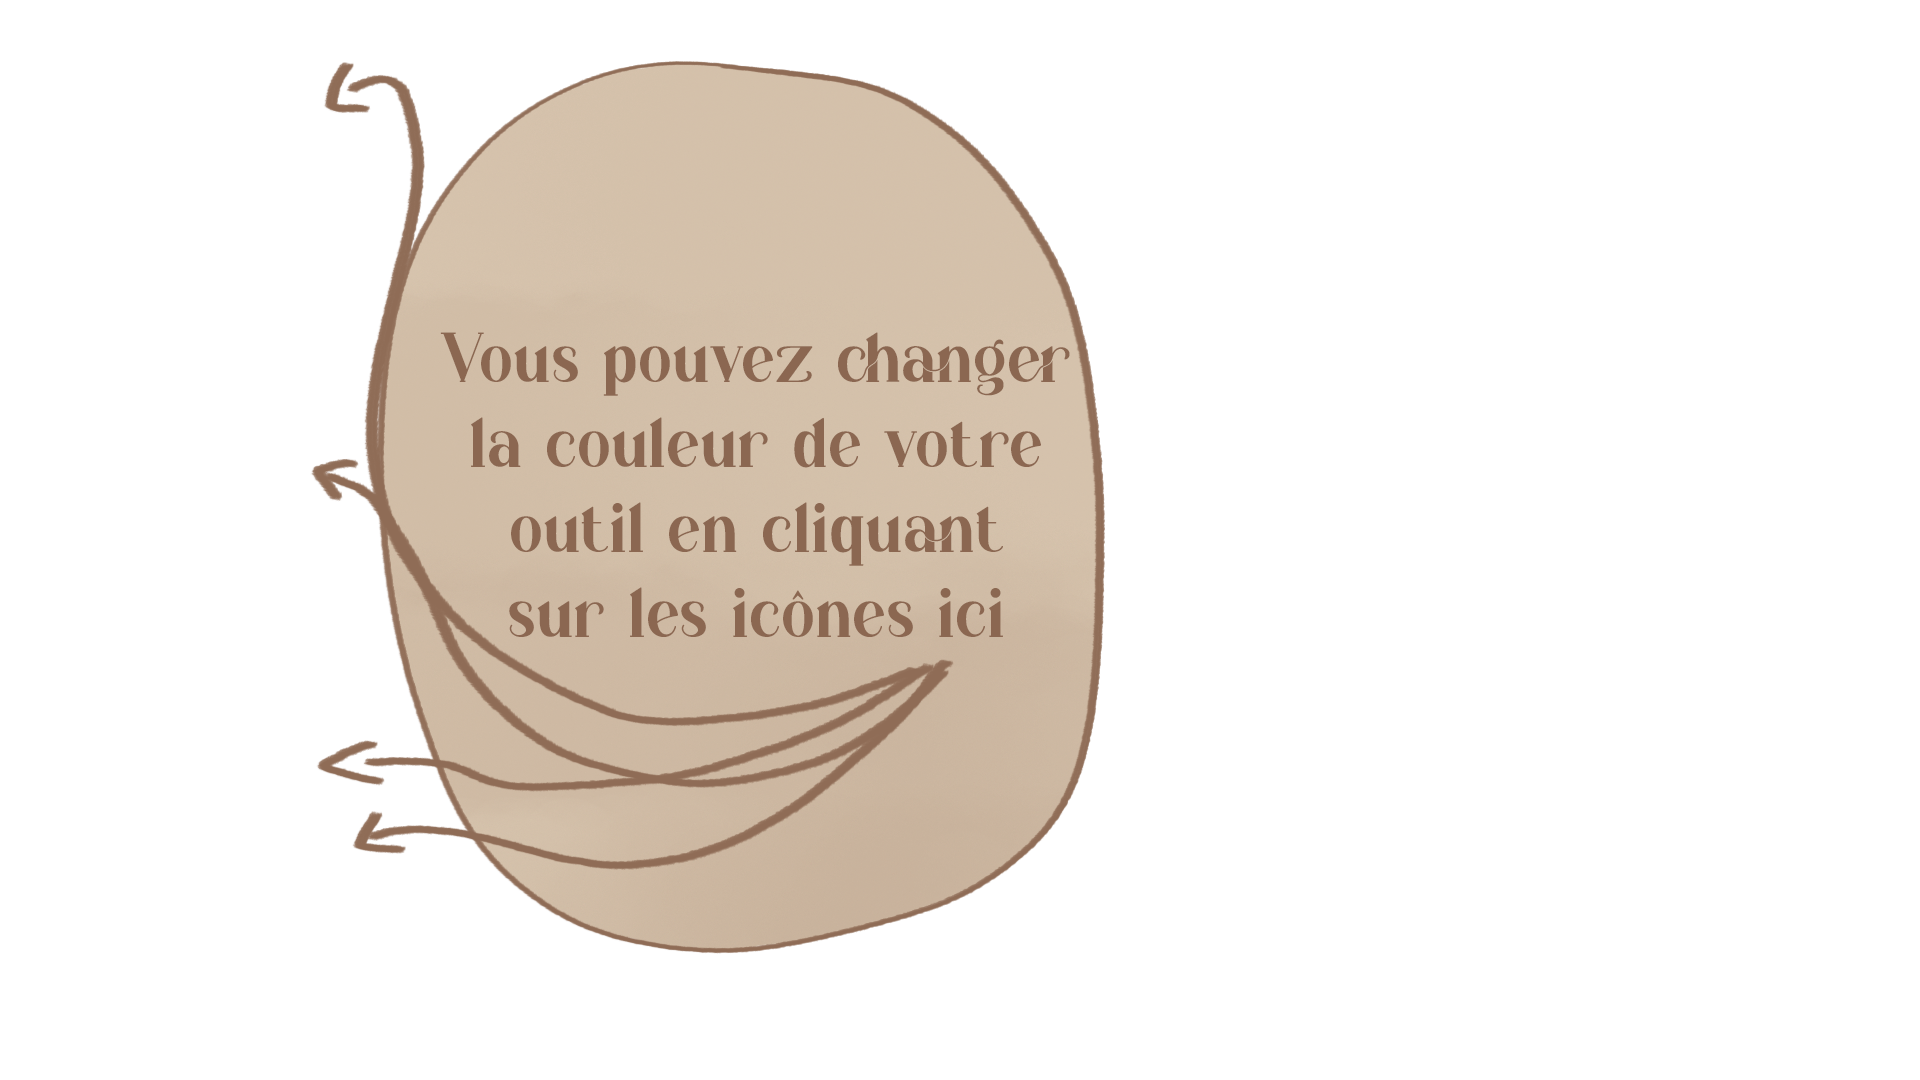 Vous pouvez changer
la couleur de votre
outil en cliquant
sur les icônes ici